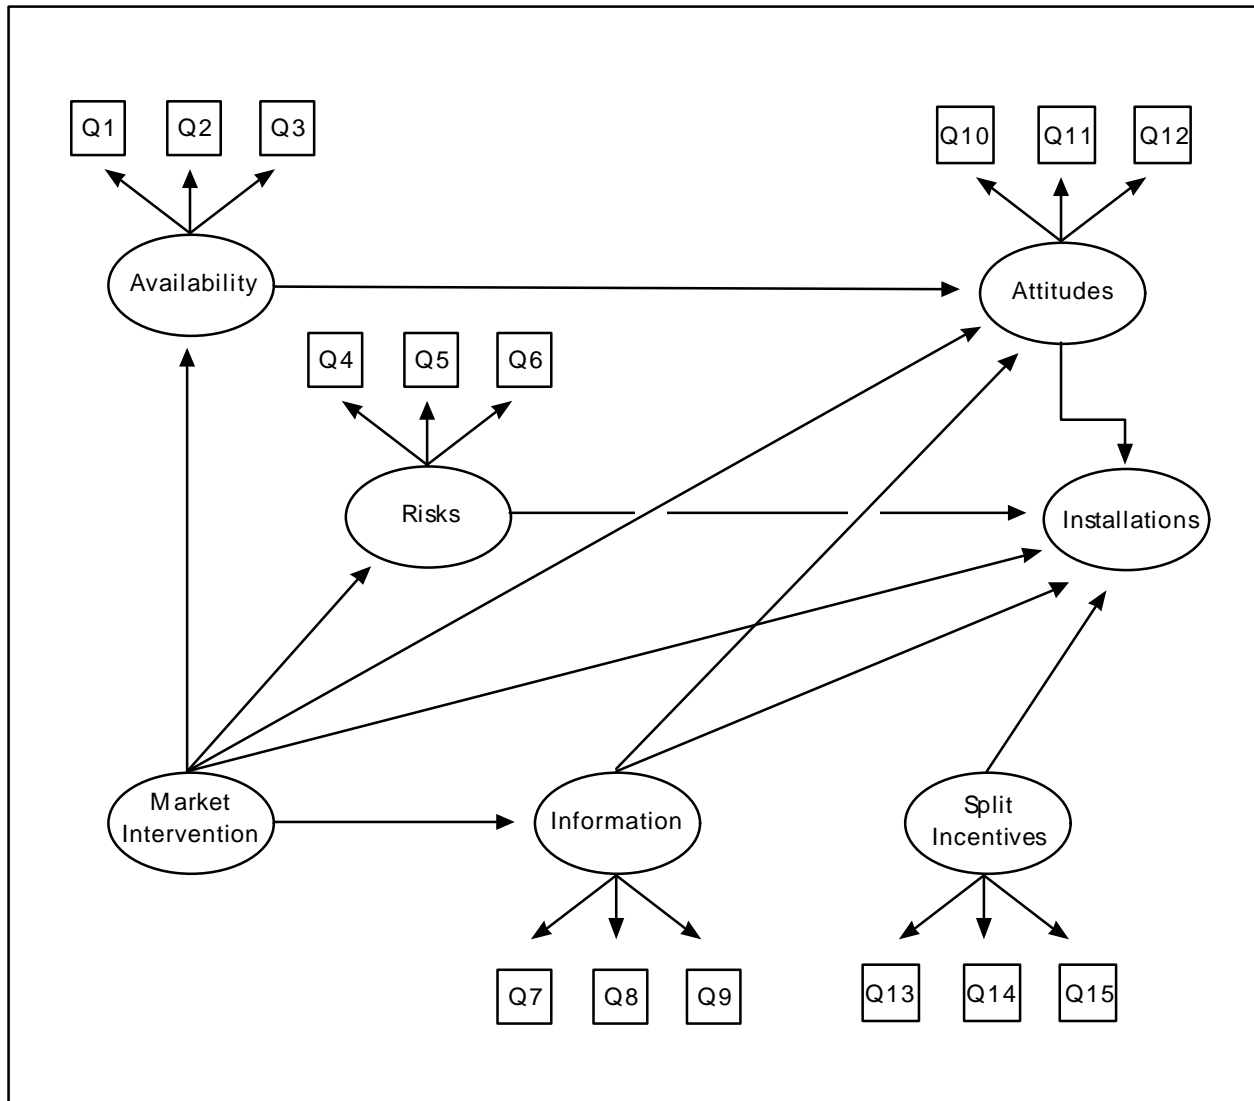 Q1
Q2
Q3
Q10
Q11
Q12
Availability
Attitudes
Q4
Q5
Q6
Risks
Installations
Market
Intervention
Information
Split
Incentives
Q7
Q8
Q9
Q13
Q14
Q15